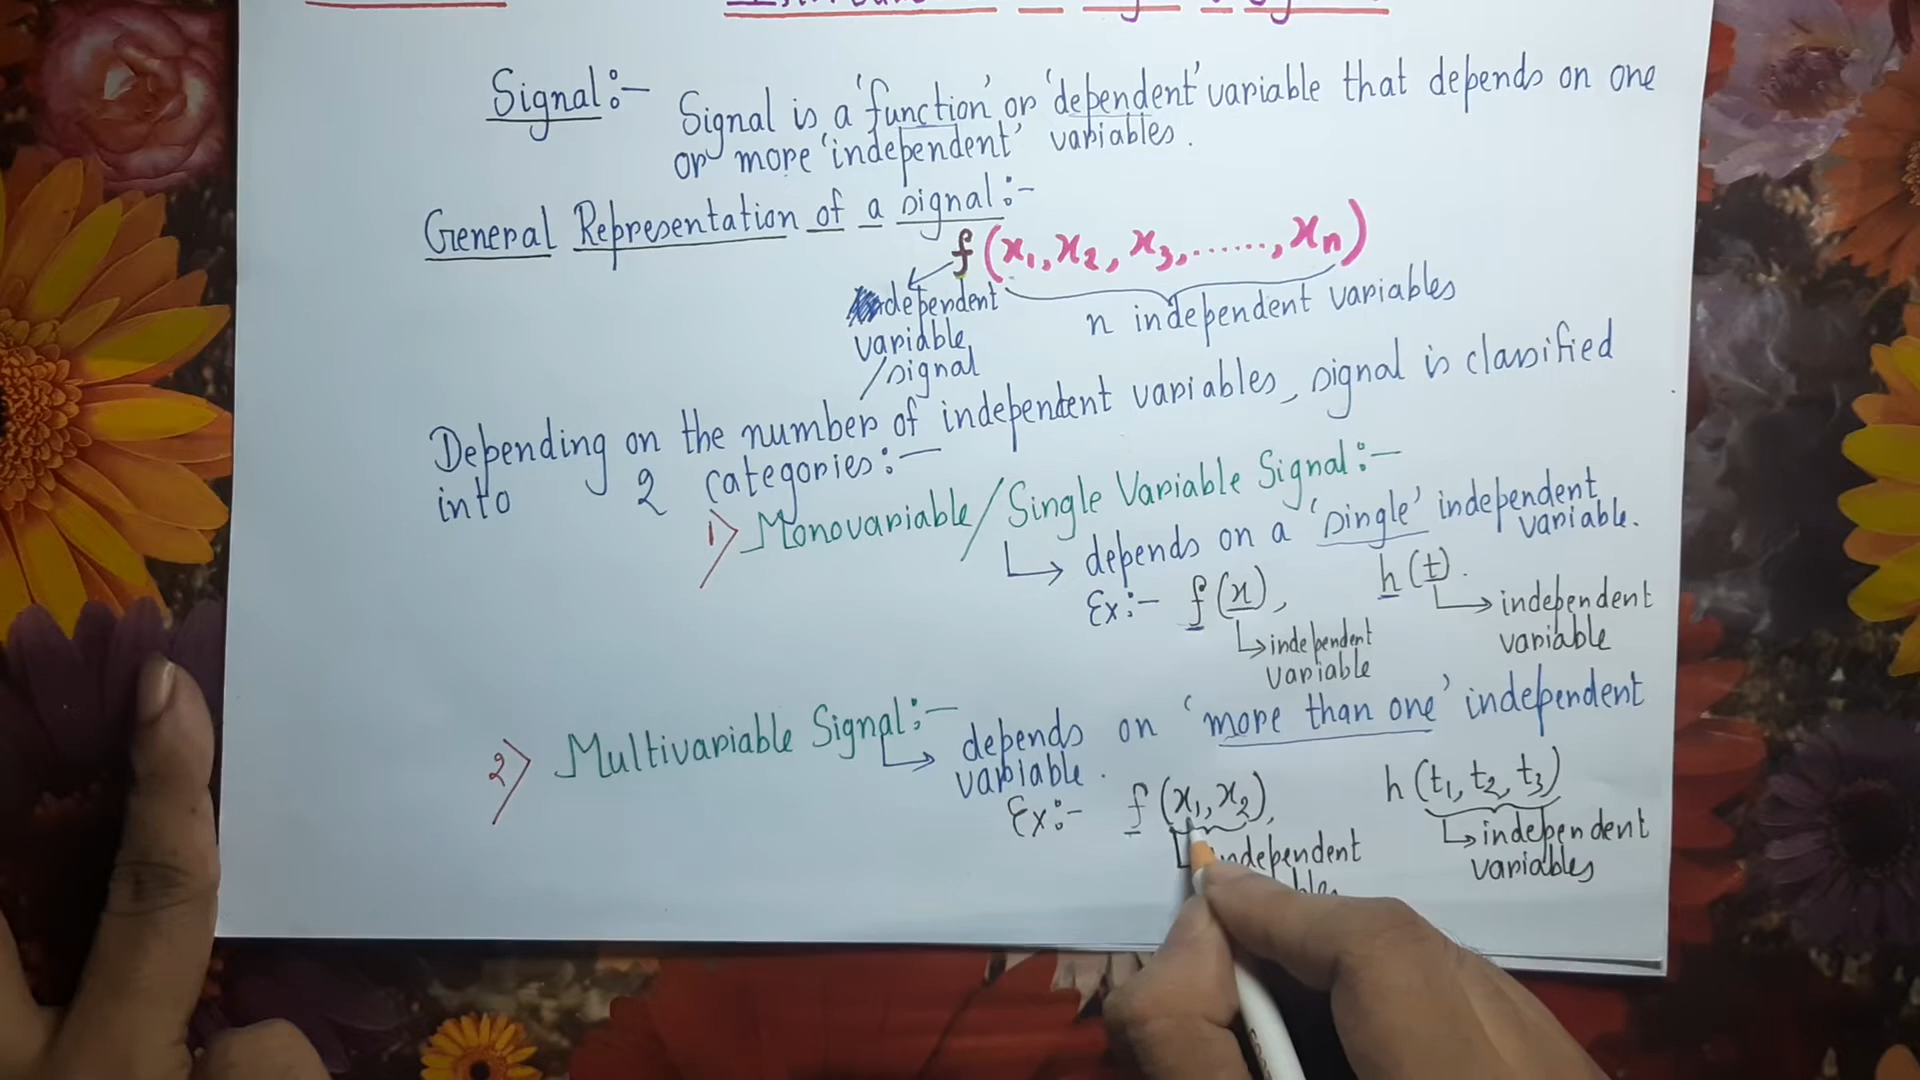 Signal:- Signal is a 'function' or 'dependent' variable that depends on one
or more 'independent' variables.
General Representation of a signal:-
f(x₁, x₂, x₃, ......, xₙ)
dependent
variable
/signal
n independent variables
Depending on the number of independent variables, signal is classified
into 2 categories:-
1) Monovariable/Single Variable Signal:-
depends on a 'single' independent
variable.
Ex:- f(x), h(t).
independent
variable
independent
variable
2) Multivariable Signal:- depends on 'more than one' independent
variable.
Ex:- f(x₁, x₂), h(t₁, t₂, t₃)
independent
independent
variables